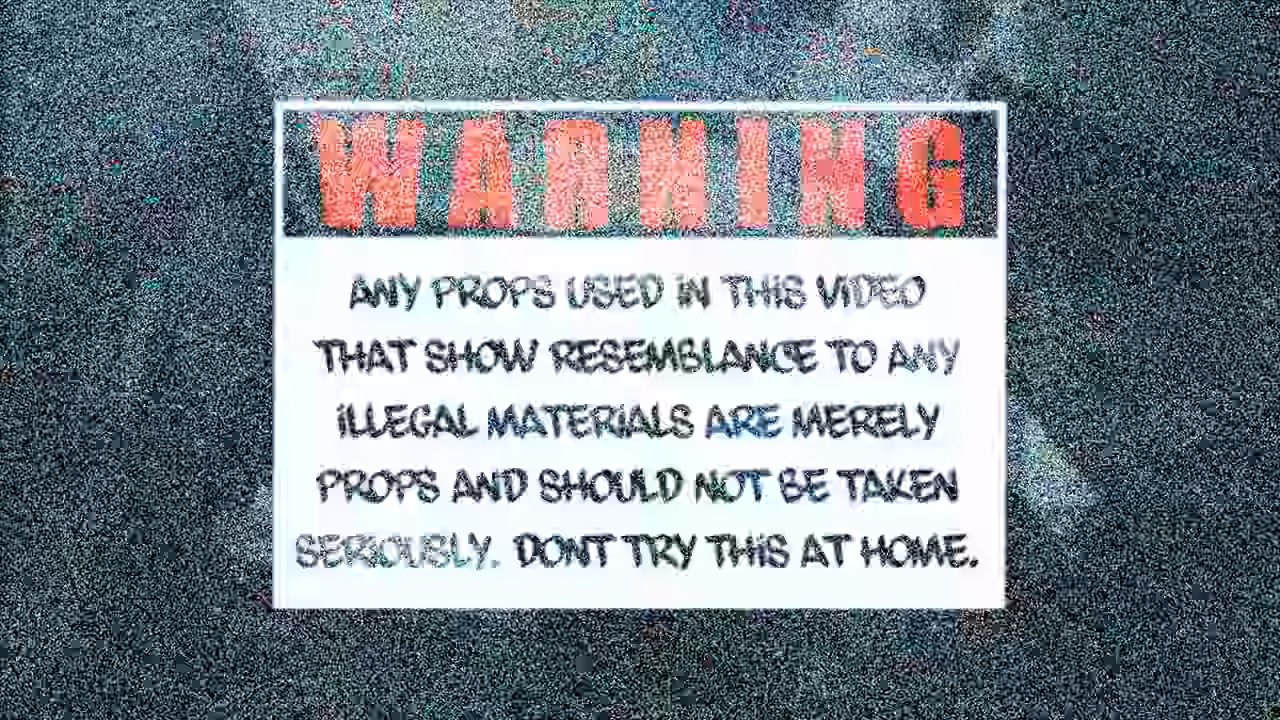 WARNING
ANY PROPS USED IN THIS VIDEO
THAT SHOW RESEMBLANCE TO ANY
ILLEGAL MATERIALS ARE MERELY
PROPS AND SHOULD NOT BE TAKEN
SERIOUSLY. DONT TRY THIS AT HOME.